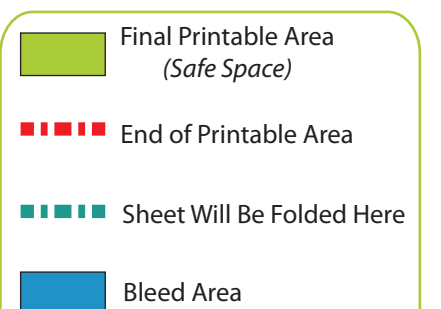 Final Printable Area
(Safe Space)
End of Printable Area
Sheet Will Be Folded Here
Bleed Area